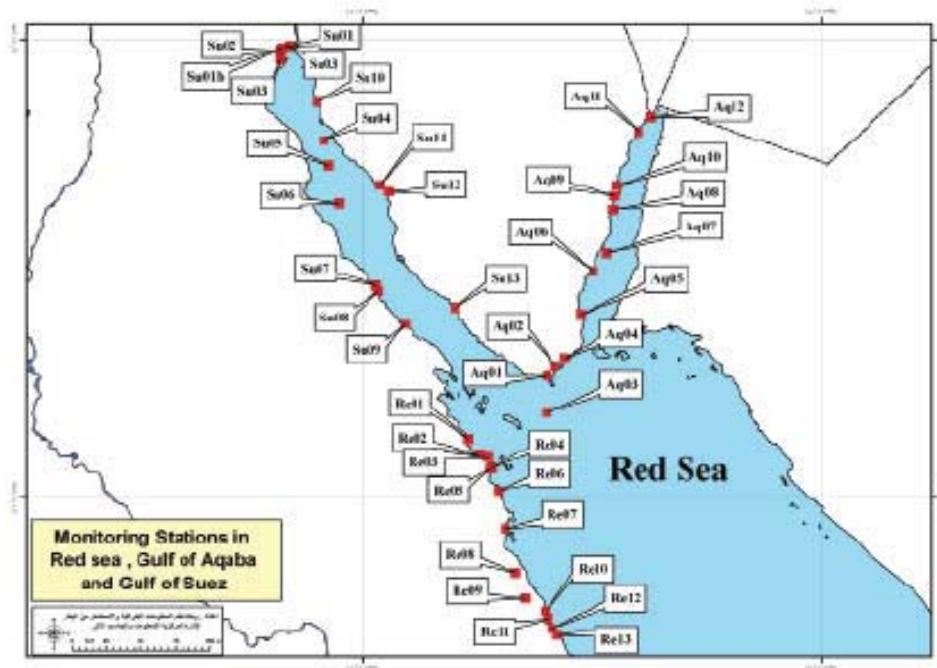 Su02
Su01
Su01b
Su03
Su03
Su10
Su04
Su05
Su06
Su12
Su07
Su08
Su09
Su13
Aq11
Aq12
Aq10
Aq09
Aq08
Aq07
Aq06
Aq05
Aq02
Aq04
Aq01
Aq03
Re01
Re02
Re03
Re04
Re05
Re06
Re07
Re08
Re09
Re10
Re11
Re12
Re13
Red Sea
Monitoring Stations in
Red sea , Gulf of Aqaba
and Gulf of Suez